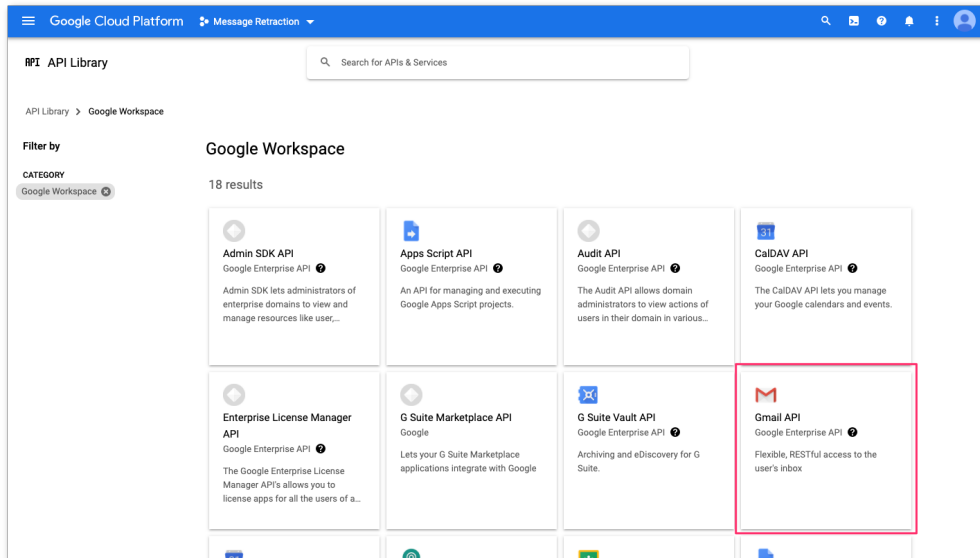 Google Cloud Platform
Message Retraction
API
API Library
Search for APIs & Services
API Library > Google Workspace
Filter by
CATEGORY
Google Workspace
Google Workspace
18 results
Admin SDK API
Google Enterprise API
Admin SDK lets administrators of
enterprise domains to view and
manage resources like user,...
Apps Script API
Google Enterprise API
An API for managing and executing
Google Apps Script projects.
Audit API
Google Enterprise API
The Audit API allows domain
administrators to view actions of
users in their domain in various...
31
CalDAV API
Google Enterprise API
The CalDAV API lets you manage
your Google calendars and events.
Enterprise License Manager
API
Google Enterprise API
The Google Enterprise License
Manager API's allows you to
license apps for all the users of a...
G Suite Marketplace API
Google
Lets your G Suite Marketplace
applications integrate with Google
G Suite Vault API
Google Enterprise API
Archiving and eDiscovery for G
Suite.
Gmail API
Google Enterprise API
Flexible, RESTful access to the
user's inbox